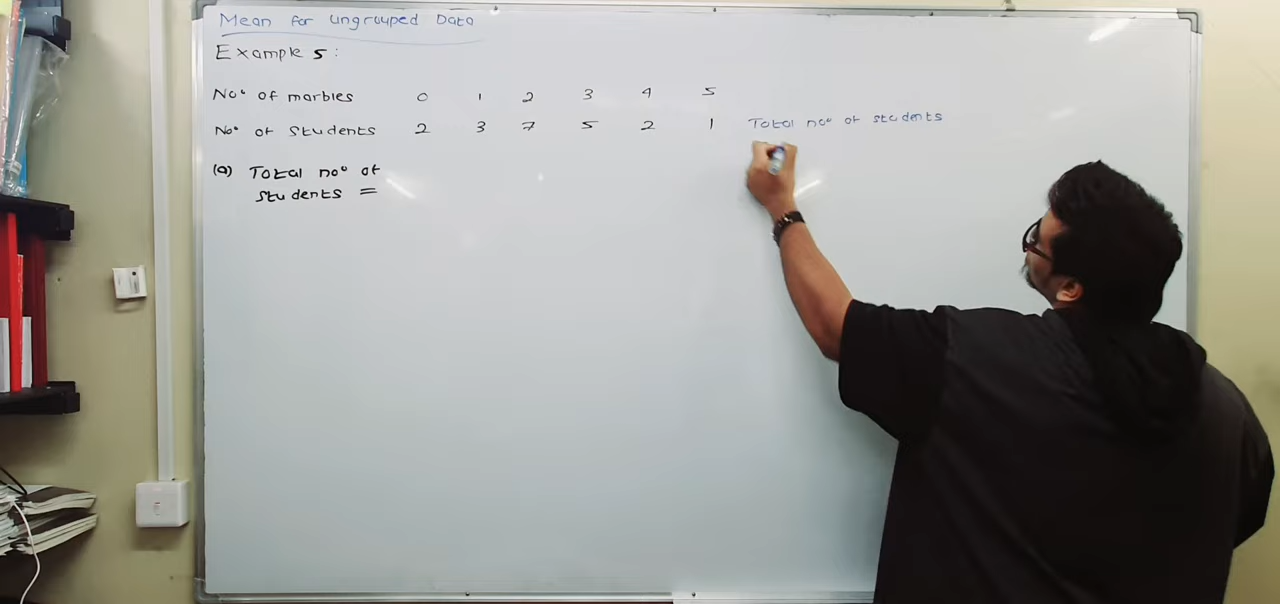 Mean for ungrouped Data
Example 5:
No° of marbles 0 1 2 3 4 5
No° of Students 2 3 7 5 2 1 Total no° of students
(a) Total no° of
students =